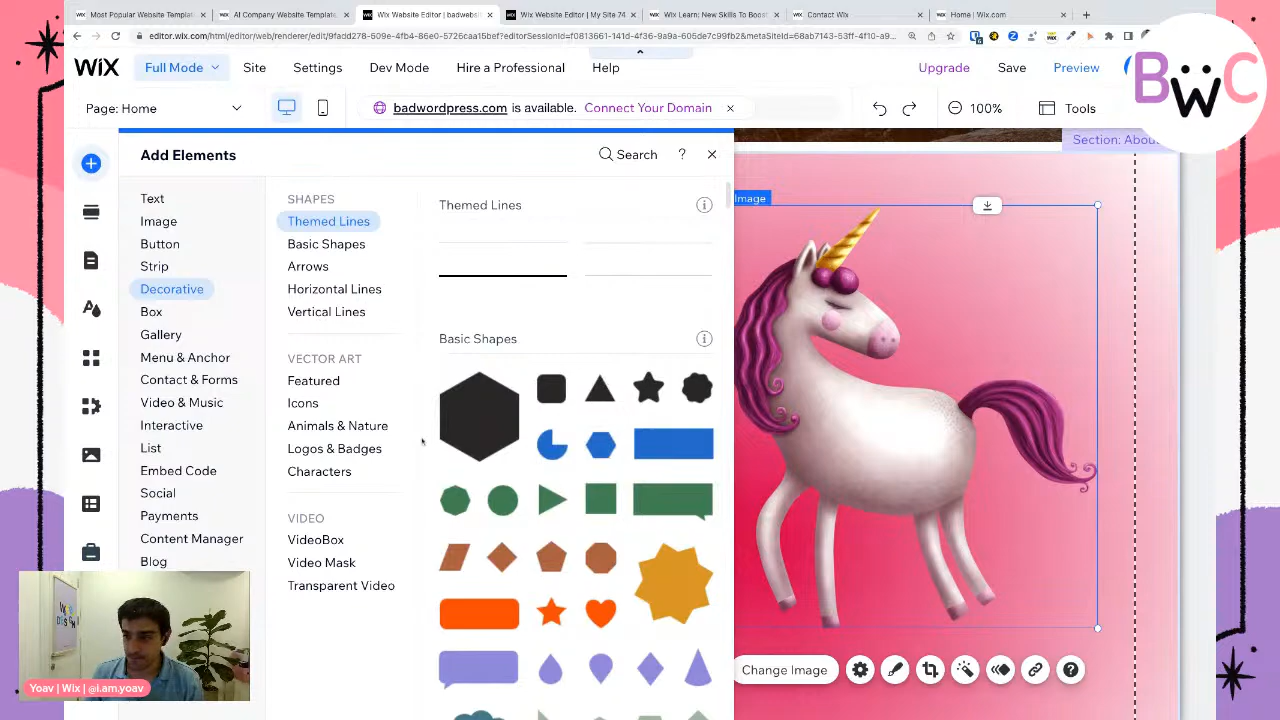 Most Popular Website Templat
AI Company Website Template
Wix Website Editor | badwebsit
Wix Website Editor | My Site 74
Wix Learn: New Skills To Boost
Contact Wix
Home | Wix.com
BWC
WiX
Full Mode
Site
Settings
Dev Mode
Hire a Professional
Help
Upgrade
Save
Preview
Page: Home
badwordpress.com is available.
Connect Your Domain
100%
Tools
Section: Abou
Add Elements
Search
?
Text
Image
Button
Strip
Decorative
Box
Gallery
Menu & Anchor
Contact & Forms
Video & Music
Interactive
List
Embed Code
Social
Payments
Content Manager
Blog
SHAPES
Themed Lines
Basic Shapes
Arrows
Horizontal Lines
Vertical Lines
VECTOR ART
Featured
Icons
Animals & Nature
Logos & Badges
Characters
VIDEO
VideoBox
Video Mask
Transparent Video
Themed Lines
Basic Shapes
Image
Change Image
Yoav | Wix | @i.am.yoav